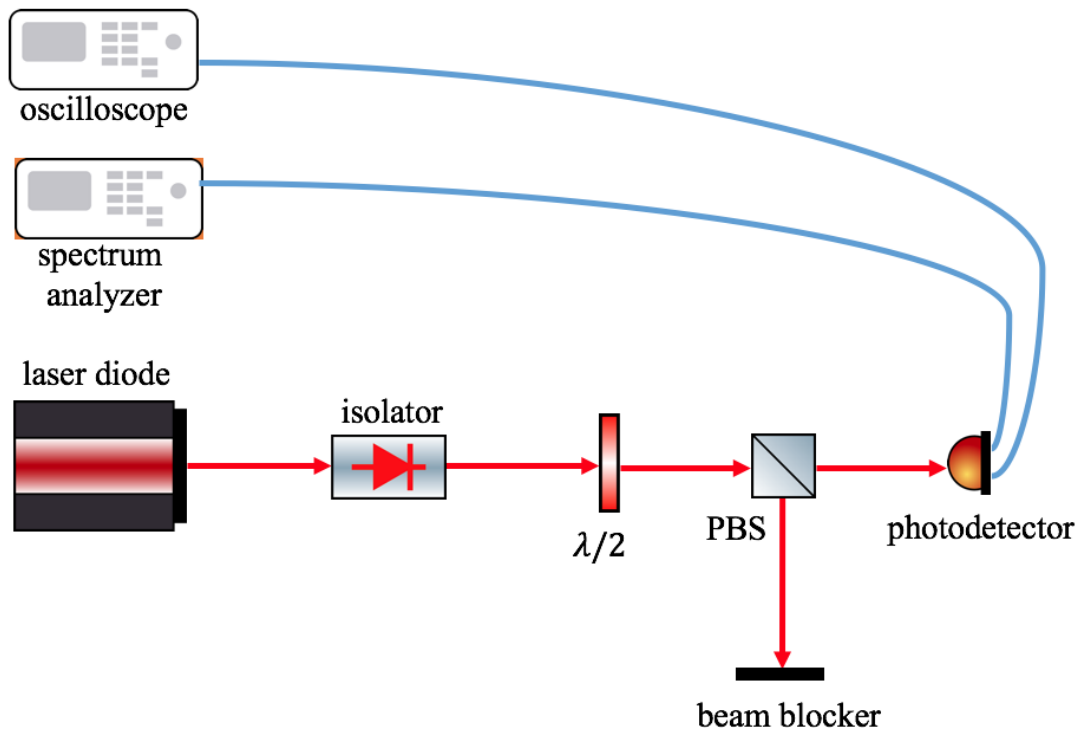 oscilloscope
spectrum
analyzer
laser diode
isolator
λ/2
PBS
photodetector
beam blocker